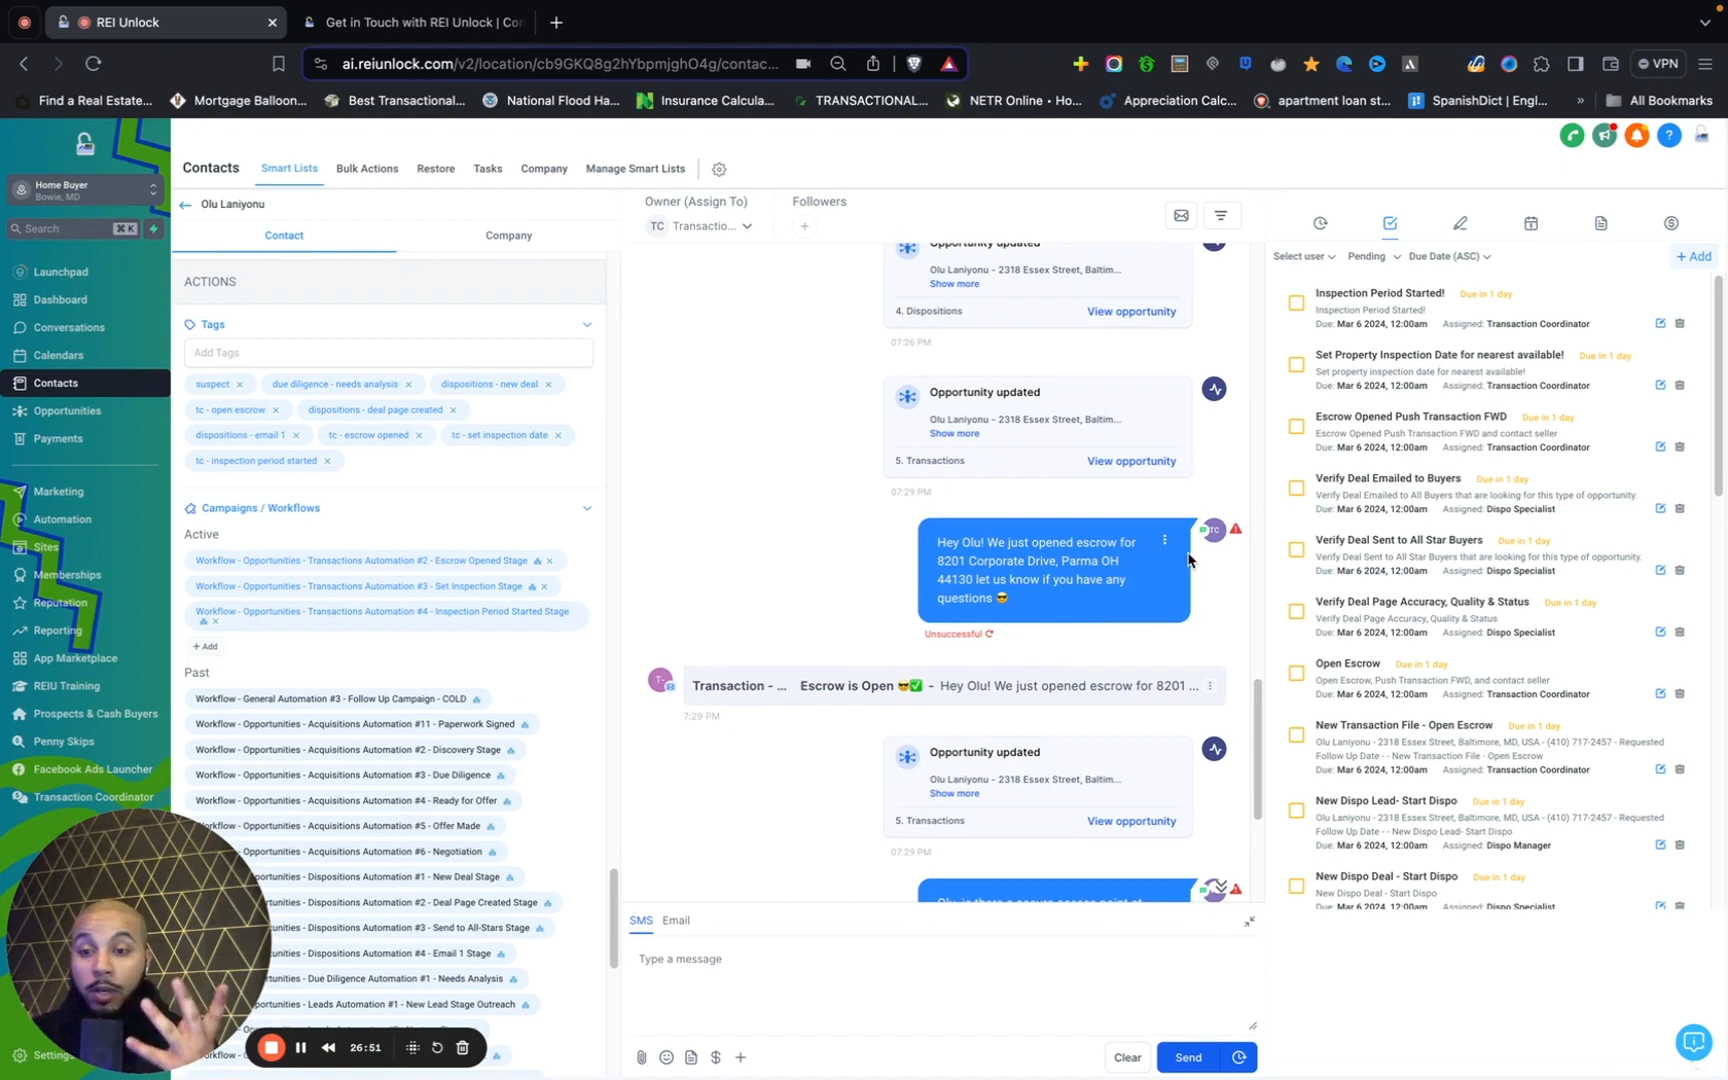 REI Unlock
Get in Touch with REI Unlock | Con
ai.reiunlock.com/v2/location/cb9GKQ8g2hYbpmjghO4g/contac...
VPN
Find a Real Estate...
Mortgage Balloon...
Best Transactional...
National Flood Ha...
Insurance Calcula...
TRANSACTIONAL...
NETR Online • Ho...
Appreciation Calc...
apartment loan st...
SpanishDict | Engl...
»
All Bookmarks
Home Buyer
Bowie, MD
Search
⌘ K
Launchpad
Dashboard
Conversations
Calendars
Contacts
Opportunities
Payments
Marketing
Automation
Sites
Memberships
Reputation
Reporting
App Marketplace
REIU Training
Prospects & Cash Buyers
Penny Skips
Facebook Ads Launcher
Transaction Coordinator
26:51
Contacts
Smart Lists
Bulk Actions
Restore
Tasks
Company
Manage Smart Lists
Olu Laniyonu
Contact
Company
ACTIONS
Tags
Add Tags
suspect ×
due diligence - needs analysis ×
dispositions - new deal ×
tc - open escrow ×
dispositions - deal page created ×
dispositions - email 1 ×
tc - escrow opened ×
tc - set inspection date ×
tc - inspection period started ×
Campaigns / Workflows
Active
Workflow - Opportunities - Transactions Automation #2 - Escrow Opened Stage
Workflow - Opportunities - Transactions Automation #3 - Set Inspection Stage
Workflow - Opportunities - Transactions Automation #4 - Inspection Period Started Stage
+ Add
Past
Workflow - General Automation #3 - Follow Up Campaign - COLD
Workflow - Opportunities - Acquisitions Automation #11 - Paperwork Signed
Workflow - Opportunities - Acquisitions Automation #2 - Discovery Stage
Workflow - Opportunities - Acquisitions Automation #3 - Due Diligence
Workflow - Opportunities - Acquisitions Automation #4 - Ready for Offer
Opportunities - Acquisitions Automation #5 - Offer Made
Opportunities - Acquisitions Automation #6 - Negotiation
portunities - Dispositions Automation #1 - New Deal Stage
portunities - Dispositions Automation #2 - Deal Page Created Stage
portunities - Dispositions Automation #3 - Send to All-Stars Stage
portunities - Dispositions Automation #4 - Email 1 Stage
portunities - Due Diligence Automation #1 - Needs Analysis
portunities - Leads Automation #1 - New Lead Stage Outreach
Owner (Assign To)
Followers
TC Transactio...
Opportunity updated
Olu Laniyonu - 2318 Essex Street, Baltim...
Show more
4. Dispositions
View opportunity
07:26 PM
Opportunity updated
Olu Laniyonu - 2318 Essex Street, Baltim...
Show more
5. Transactions
View opportunity
07:29 PM
Hey Olu! We just opened escrow for
8201 Corporate Drive, Parma OH
44130 let us know if you have any
questions 😎
TC
Unsuccessful
T-
Transaction - ... Escrow is Open 😎✅ - Hey Olu! We just opened escrow for 8201 ...
7:29 PM
Opportunity updated
Olu Laniyonu - 2318 Essex Street, Baltim...
Show more
5. Transactions
View opportunity
07:29 PM
SMS
Email
Type a message
Clear
Send
Select user
Pending
Due Date (ASC)
+ Add
Inspection Period Started! Due in 1 day
Inspection Period Started!
Due: Mar 6 2024, 12:00am Assigned: Transaction Coordinator
Set Property Inspection Date for nearest available! Due in 1 day
Set property inspection date for nearest available!
Due: Mar 6 2024, 12:00am Assigned: Transaction Coordinator
Escrow Opened Push Transaction FWD Due in 1 day
Escrow Opened Push Transaction FWD and contact seller
Due: Mar 6 2024, 12:00am Assigned: Transaction Coordinator
Verify Deal Emailed to Buyers Due in 1 day
Verify Deal Emailed to All Buyers that are looking for this type of opportunity.
Due: Mar 6 2024, 12:00am Assigned: Dispo Specialist
Verify Deal Sent to All Star Buyers Due in 1 day
Verify Deal Sent to All Star Buyers that are looking for this type of opportunity.
Due: Mar 6 2024, 12:00am Assigned: Dispo Specialist
Verify Deal Page Accuracy, Quality & Status Due in 1 day
Verify Deal Page Accuracy, Quality & Status
Due: Mar 6 2024, 12:00am Assigned: Dispo Specialist
Open Escrow Due in 1 day
Open Escrow, Push Transaction FWD, and contact seller
Due: Mar 6 2024, 12:00am Assigned: Transaction Coordinator
New Transaction File - Open Escrow Due in 1 day
Olu Laniyonu - 2318 Essex Street, Baltimore, MD, USA - (410) 717-2457 - Requested
Follow Up Date - - New Transaction File - Open Escrow
Due: Mar 6 2024, 12:00am Assigned: Transaction Coordinator
New Dispo Lead- Start Dispo Due in 1 day
Olu Laniyonu - 2318 Essex Street, Baltimore, MD, USA - (410) 717-2457 - Requested
Follow Up Date - - New Dispo Lead- Start Dispo
Due: Mar 6 2024, 12:00am Assigned: Dispo Manager
New Dispo Deal - Start Dispo Due in 1 day
New Dispo Deal - Start Dispo
Due: Mar 6 2024, 12:00am Assigned: Dispo Specialist